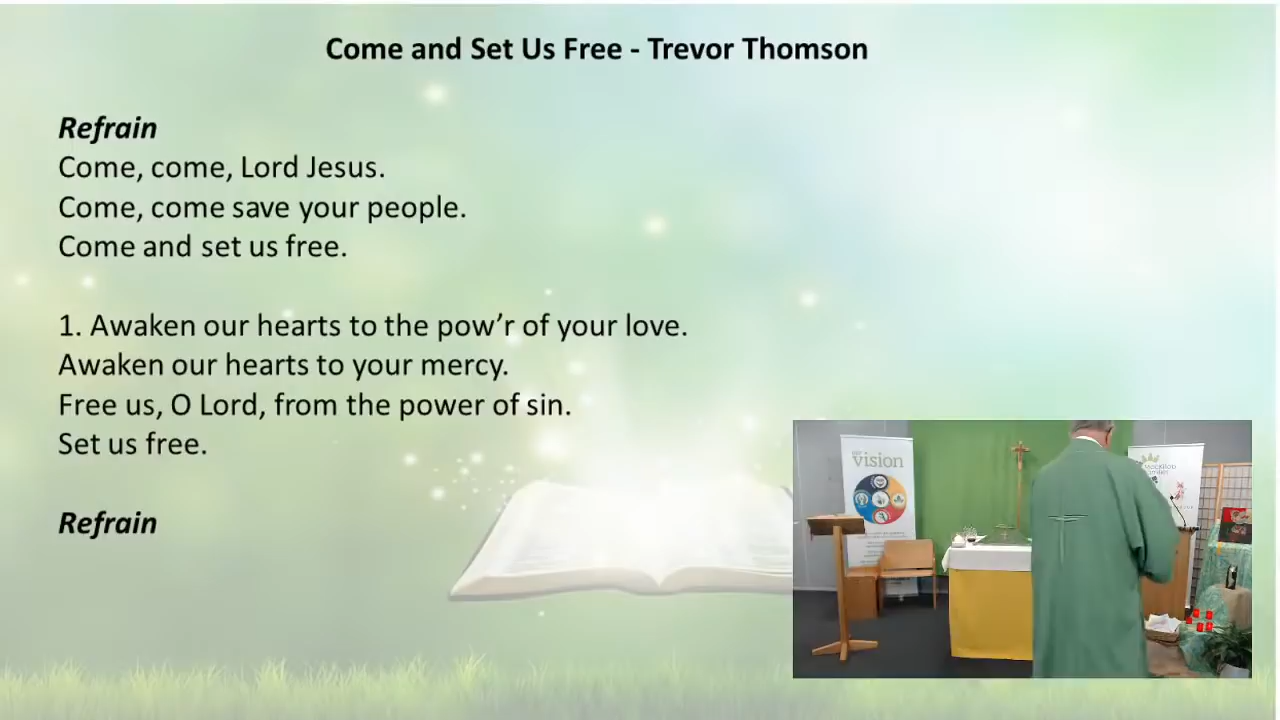 Come and Set Us Free - Trevor Thomson
Refrain
Come, come, Lord Jesus.
Come, come save your people.
Come and set us free.
1. Awaken our hearts to the pow’r of your love.
Awaken our hearts to your mercy.
Free us, O Lord, from the power of sin.
Set us free.
Refrain
vision